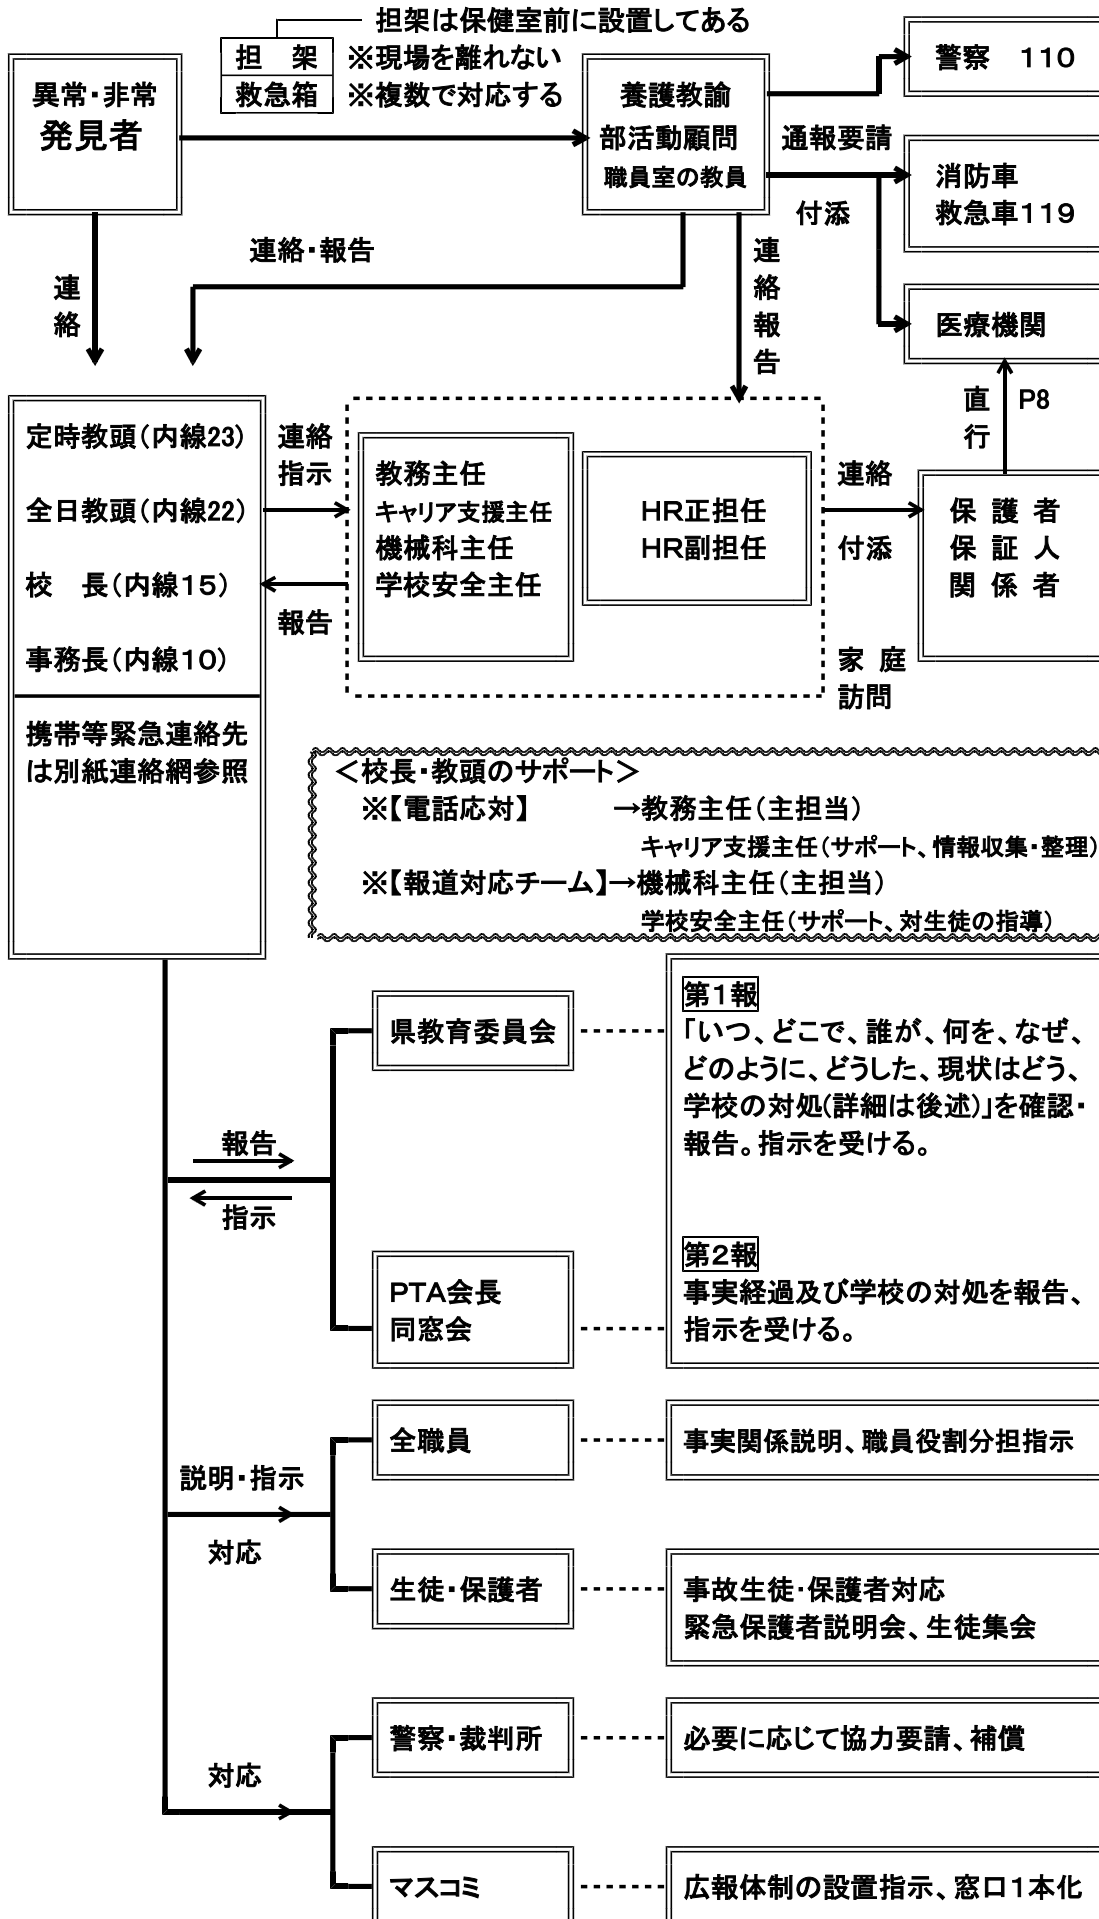 担架は保健室前に設置してある
担　架
※現場を離れない
救急箱
※複数で対応する
異常・非常
発見者
養護教諭
部活動顧問
職員室の教員
警察　110
通報要請
付添
消防車
救急車119
医療機関
連絡・報告
連絡
連絡報告
直行
P8
定時教頭（内線23）
全日教頭（内線22）
校　長（内線15）
事務長（内線10）
携帯等緊急連絡先
は別紙連絡網参照
連絡
指示
報告
教務主任
キャリア支援主任
機械科主任
学校安全主任
HR正担任
HR副担任
連絡
付添
家 庭
訪問
保 護 者
保 証 人
関 係 者
＜校長・教頭のサポート＞
※【電話応対】　　→教務主任（主担当）
キャリア支援主任（サポート、情報収集・整理）
※【報道対応チーム】→機械科主任（主担当）
学校安全主任（サポート、対生徒の指導）
報告
指示
県教育委員会
第１報
「いつ、どこで、誰が、何を、なぜ、
どのように、どうした、現状はどう、
学校の対処(詳細は後述)」を確認・
報告。指示を受ける。
PTA会長
同窓会
第２報
事実経過及び学校の対処を報告、
指示を受ける。
説明・指示
対応
全職員
事実関係説明、職員役割分担指示
生徒・保護者
事故生徒・保護者対応
緊急保護者説明会、生徒集会
対応
警察・裁判所
必要に応じて協力要請、補償
マスコミ
広報体制の設置指示、窓口１本化